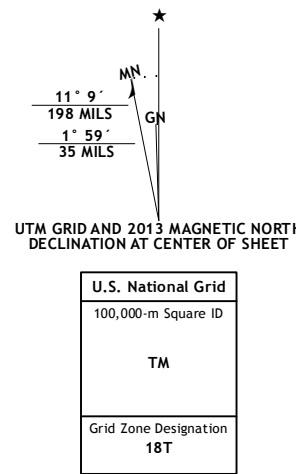 ★
MN
GN
11° 9´
198 MILS
1° 59´
35 MILS
UTM GRID AND 2013 MAGNETIC NORTH
DECLINATION AT CENTER OF SHEET
U.S. National Grid
100,000-m Square ID
TM
Grid Zone Designation
18T